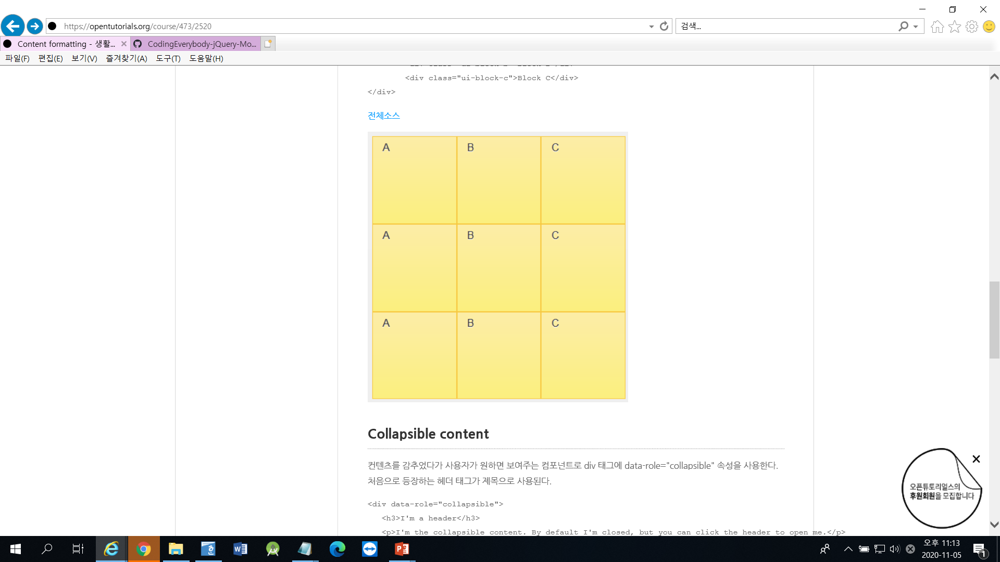 https://opentutorials.org/course/473/2520
검색...
Content formatting - 생활...
CodingEverybody-jQuery-Mo...
파일(F) 편집(E) 보기(V) 즐겨찾기(A) 도구(T) 도움말(H)
<div class="ui-block-c">Block C</div>
</div>
전체소스
A B C
A B C
A B C
Collapsible content
컨텐츠를 감추었다가 사용자가 원하면 보여주는 컴포넌트로 div 태그에 data-role="collapsible" 속성을 사용한다.
처음으로 등장하는 헤더 태그가 제목으로 사용된다.
<div data-role="collapsible">
<h3>I'm a header</h3>
<p>I'm the collapsible content. By default I'm closed, but you can click the header to open me.</p>
오픈튜토리얼스의
후원회원을 모집합니다
오후 11:13
2020-11-05
1